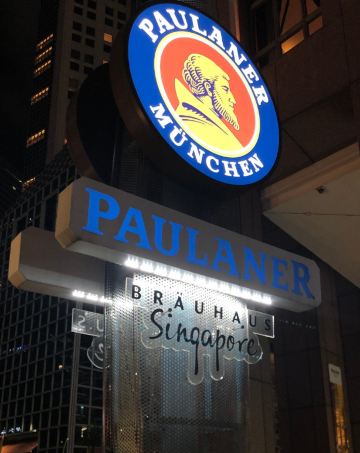 PAULANER
MÜNCHEN
PAULANER
BRÄUHAUS
Singapore